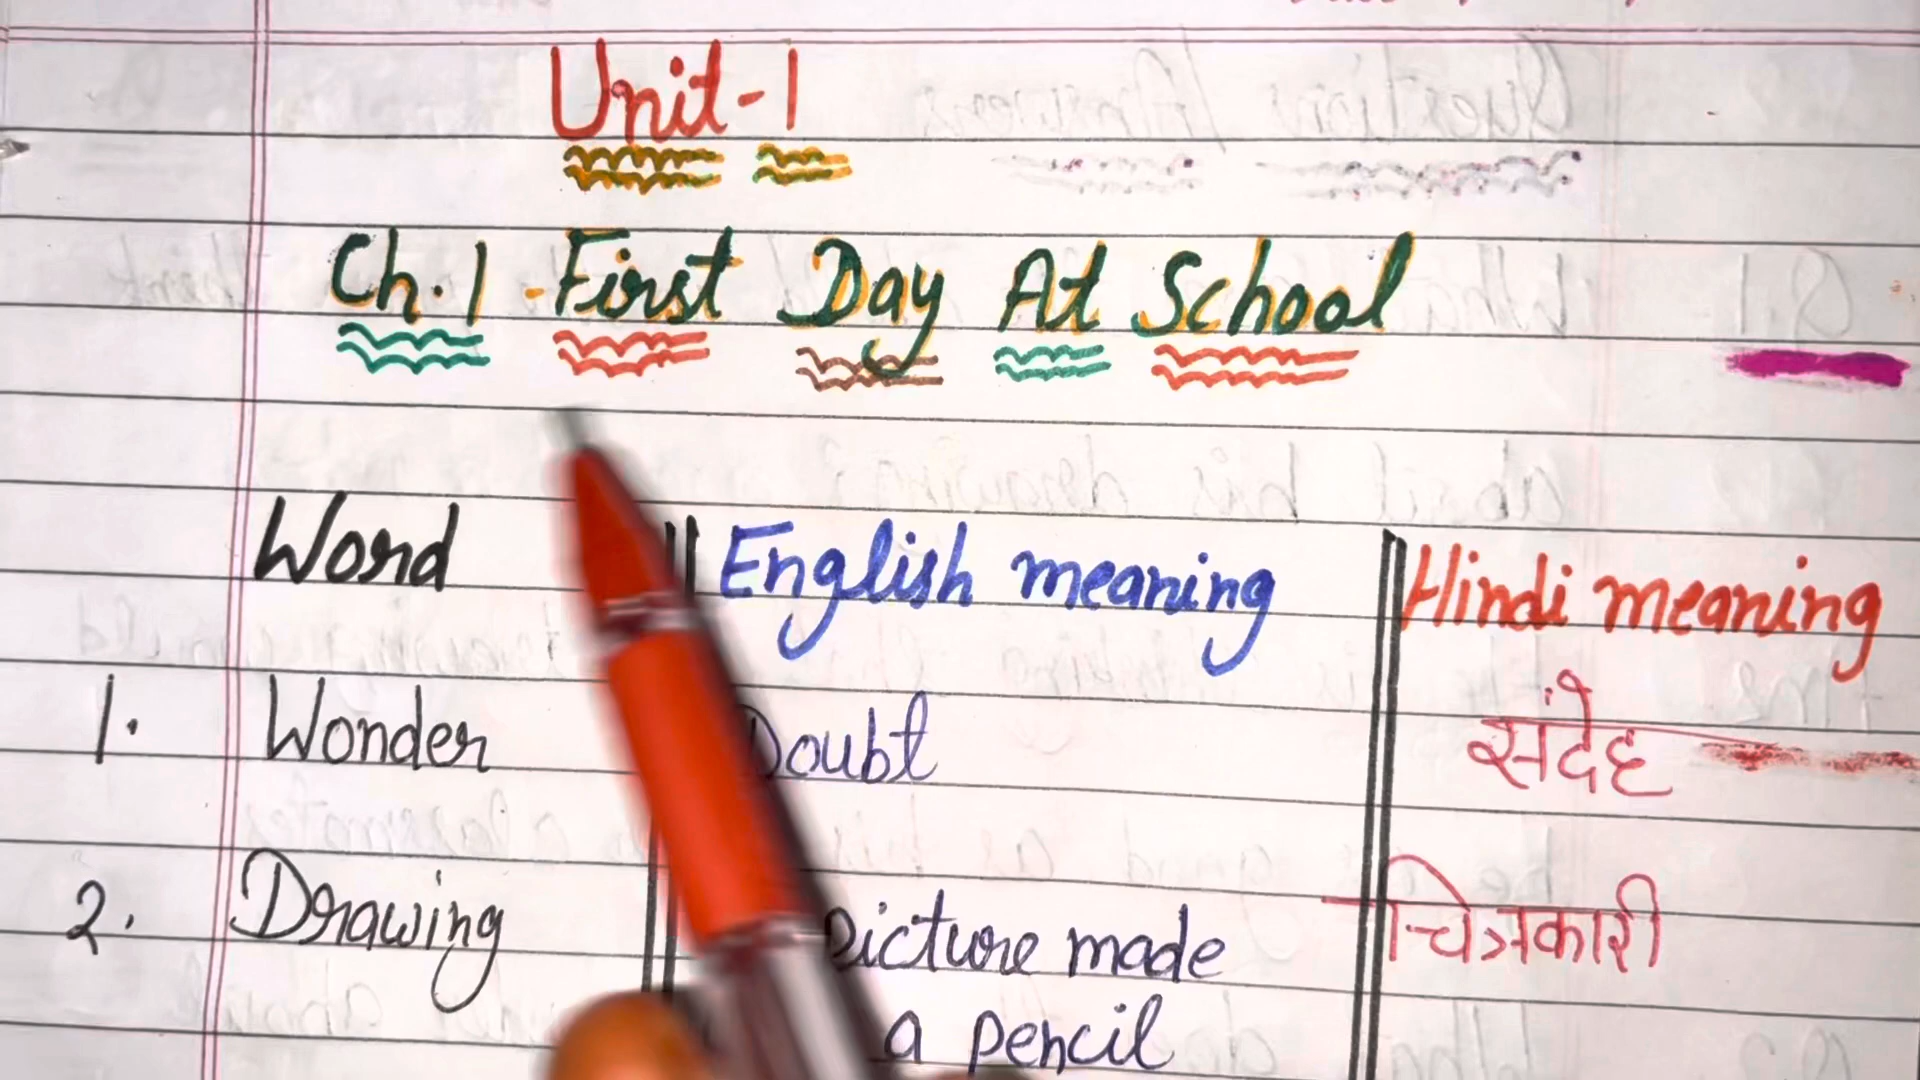 Unit-1
Ch.1 -First Day At School
Word English meaning Hindi meaning
1. Wonder Doubt संदेह
2. Drawing Picture made चित्रकारी
a pencil